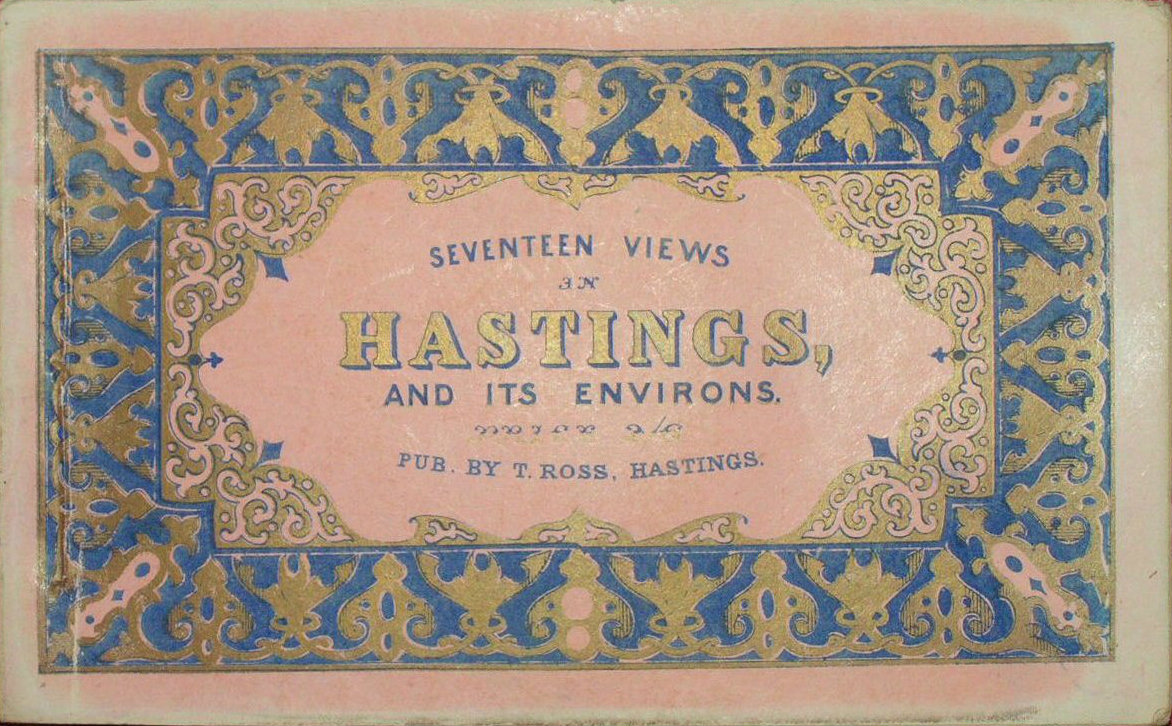 SEVENTEEN VIEWS
IN
HASTINGS,
AND ITS ENVIRONS.
PUB. BY T. ROSS, HASTINGS.